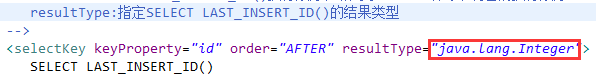 resultType:指定SELECT LAST_INSERT_ID()的结果类型
-->
<selectKey keyProperty="id" order="AFTER" resultType="java.lang.Integer">
SELECT LAST_INSERT_ID()